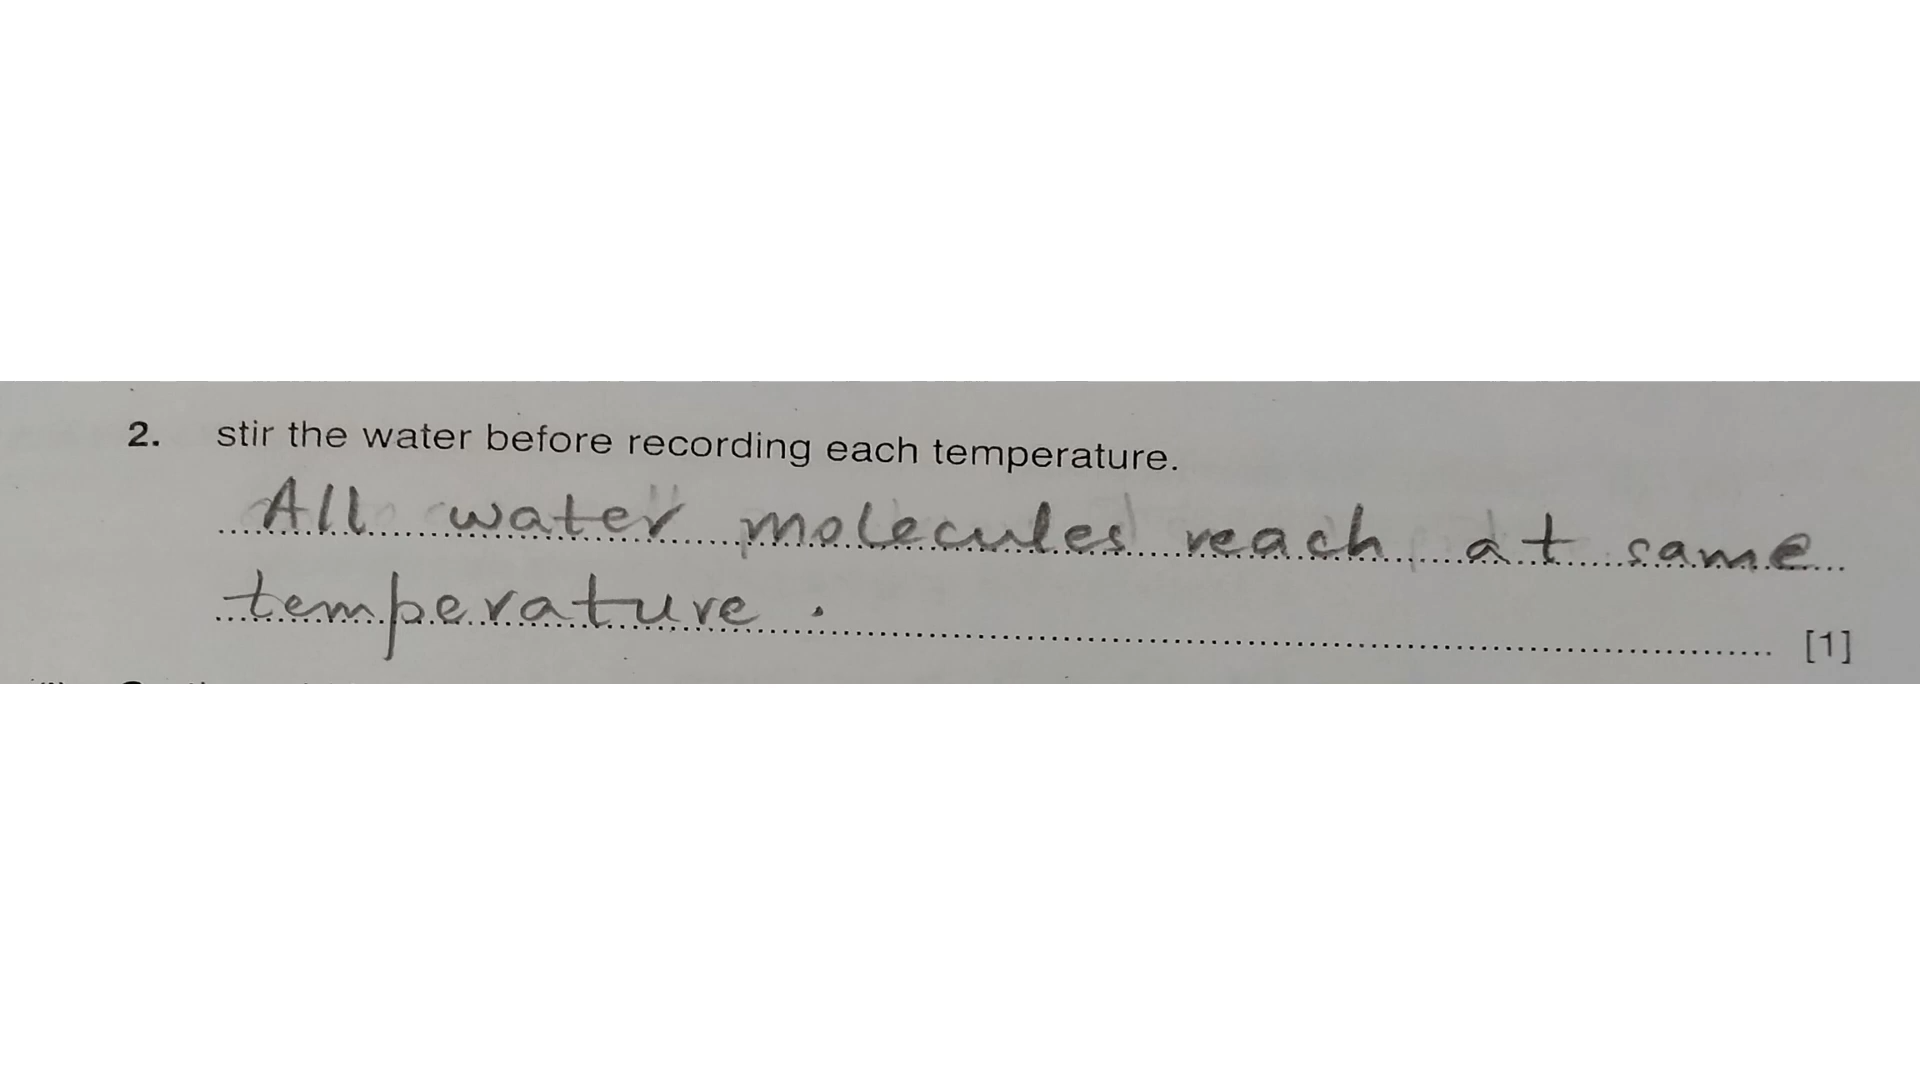 2. stir the water before recording each temperature.
All water molecules reach at same
temperature.
[1]